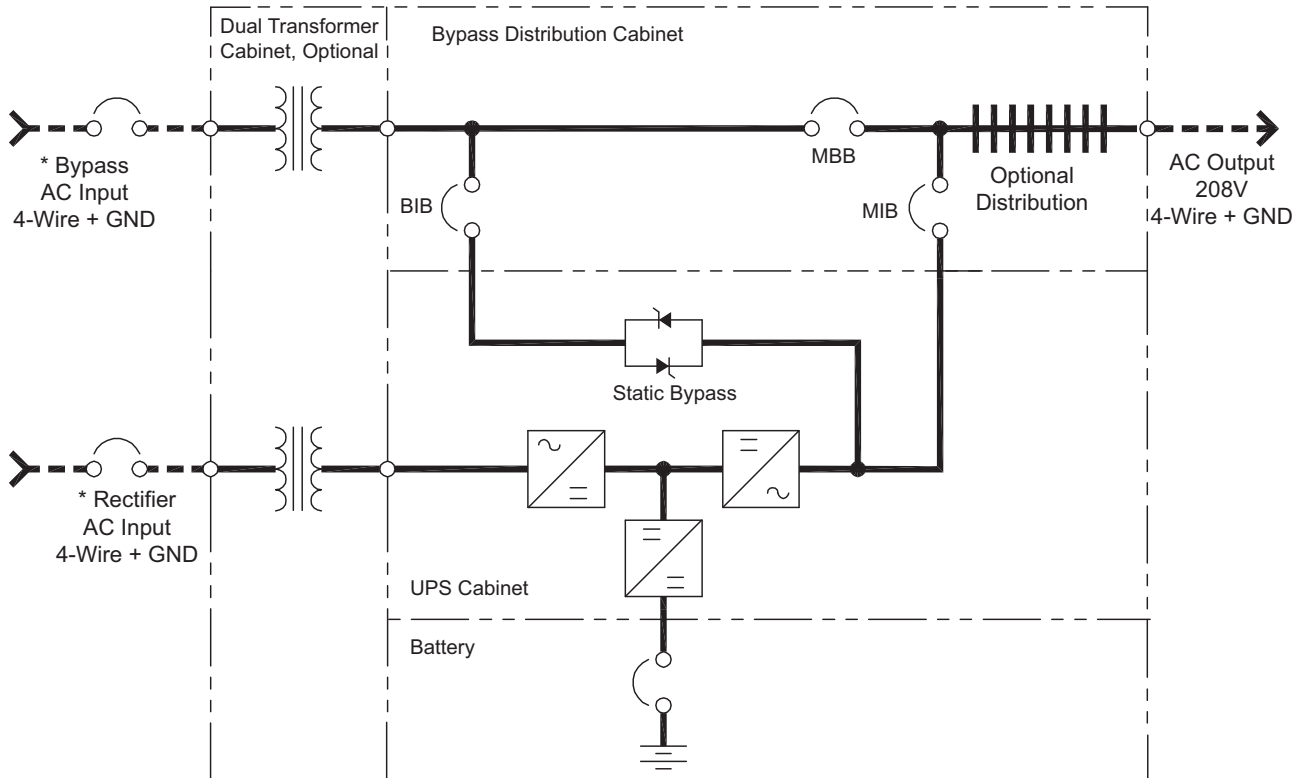 Dual Transformer
Cabinet, Optional
Bypass Distribution Cabinet
* Bypass
AC Input
4-Wire + GND
BIB
MBB
MIB
Optional
Distribution
AC Output
208V
4-Wire + GND
Static Bypass
* Rectifier
AC Input
4-Wire + GND
UPS Cabinet
Battery